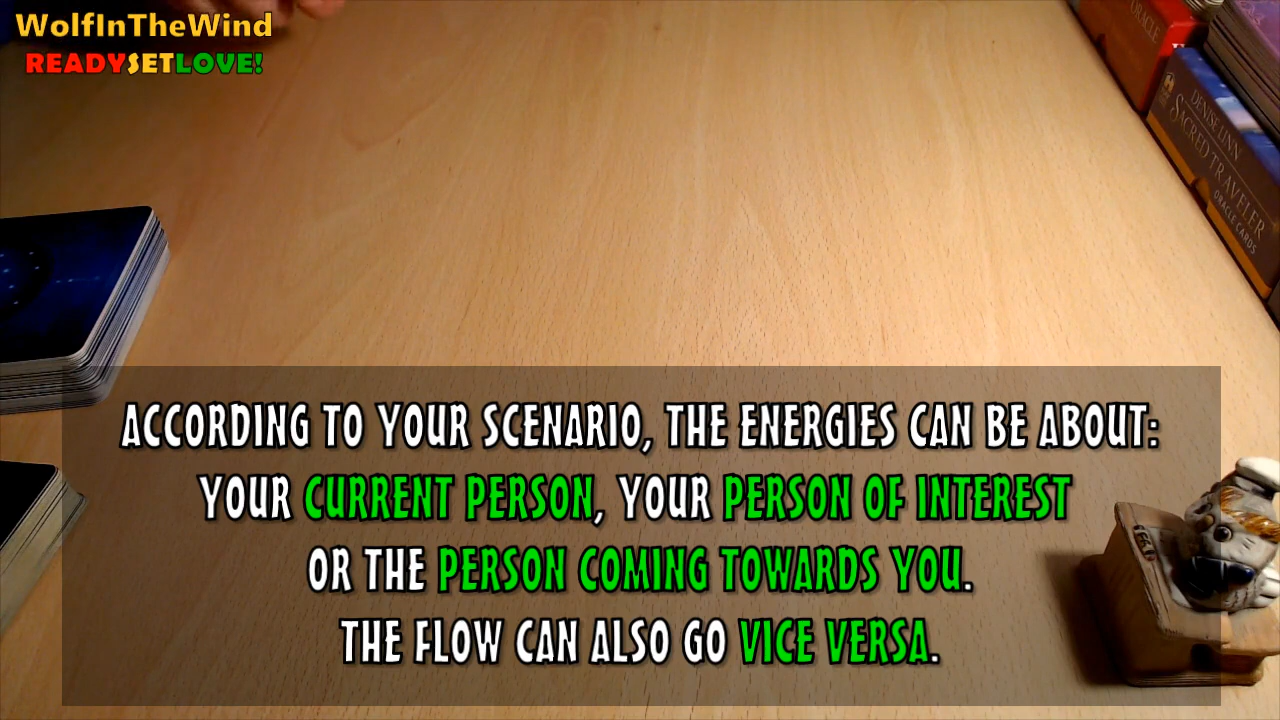 WolfInTheWind
READYSETLOVE!
ORACLE
DENISE LINN
SACRED TRAVELER
ORACLE CARDS
ACCORDING TO YOUR SCENARIO, THE ENERGIES CAN BE ABOUT:
YOUR CURRENT PERSON, YOUR PERSON OF INTEREST
OR THE PERSON COMING TOWARDS YOU.
THE FLOW CAN ALSO GO VICE VERSA.